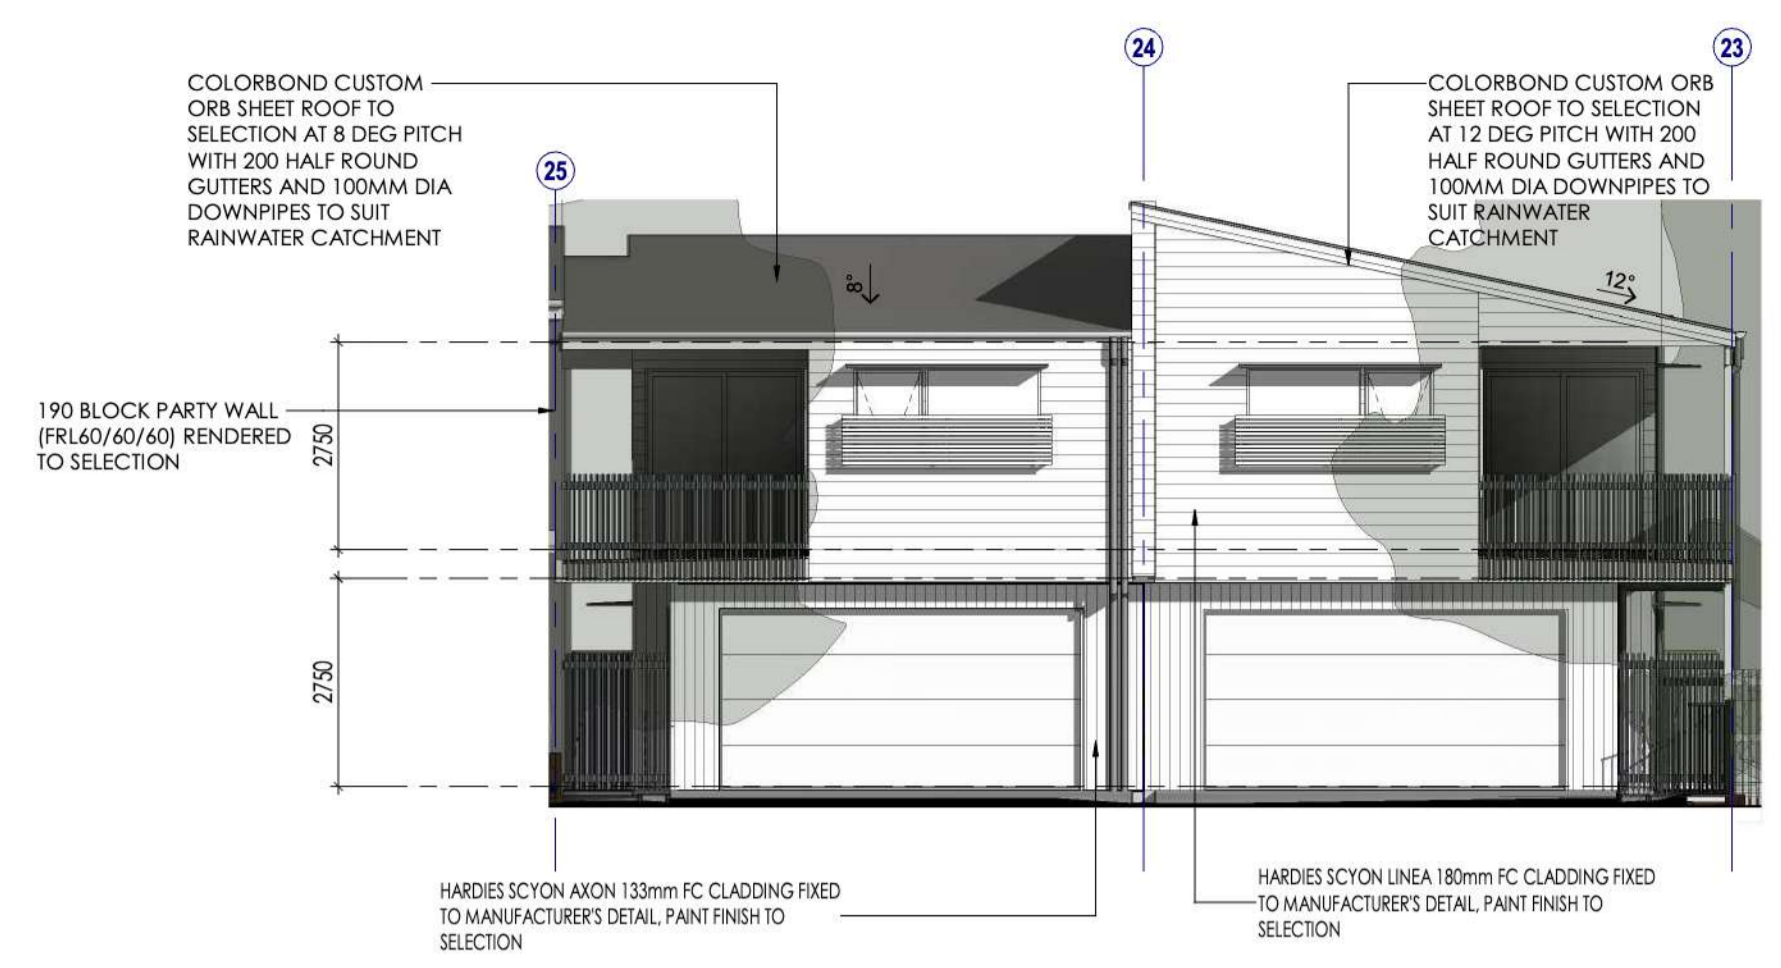 24
23
COLORBOND CUSTOM
ORB SHEET ROOF TO
SELECTION AT 8 DEG PITCH
WITH 200 HALF ROUND
GUTTERS AND 100MM DIA
DOWNPIPES TO SUIT
RAINWATER CATCHMENT
COLORBOND CUSTOM ORB
SHEET ROOF TO SELECTION
AT 12 DEG PITCH WITH 200
HALF ROUND GUTTERS AND
100MM DIA DOWNPIPES TO
SUIT RAINWATER
CATCHMENT
25
8°
12°
190 BLOCK PARTY WALL
(FRL60/60/60) RENDERED
TO SELECTION
2750
2750
HARDIES SCYON AXON 133mm FC CLADDING FIXED
TO MANUFACTURER'S DETAIL, PAINT FINISH TO
SELECTION
HARDIES SCYON LINEA 180mm FC CLADDING FIXED
TO MANUFACTURER'S DETAIL, PAINT FINISH TO
SELECTION